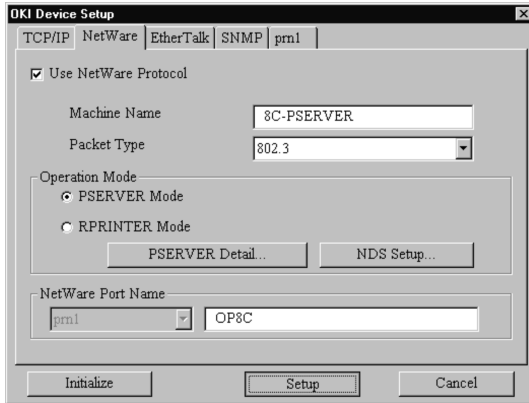 OKI Device Setup
TCP/IP NetWare EtherTalk SNMP prn1
Use NetWare Protocol
Machine Name 8C-PSERVER
Packet Type 802.3
Operation Mode
PSERVER Mode
RPRINTER Mode
PSERVER Detail... NDS Setup...
NetWare Port Name
prn1 OP8C
Initialize Setup Cancel